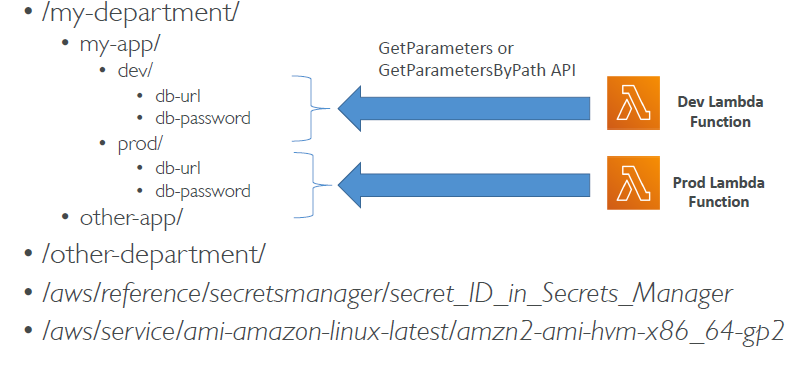 • /my-department/
• my-app/
• dev/
• db-url
• db-password
• prod/
• db-url
• db-password
• other-app/
• /other-department/
• /aws/reference/secretsmanager/secret_ID_in_Secrets_Manager
• /aws/service/ami-amazon-linux-latest/amzn2-ami-hvm-x86_64-gp2
GetParameters or
GetParametersByPath API
Dev Lambda
Function
Prod Lambda
Function